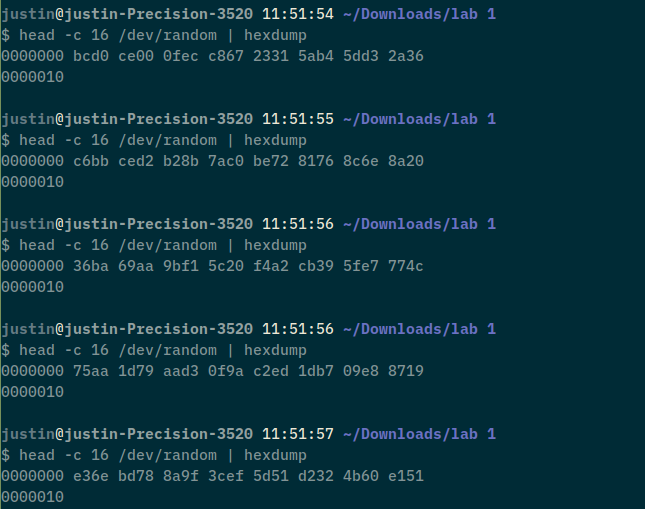 justin@justin-Precision-3520 11:51:54 ~/Downloads/lab 1
$ head -c 16 /dev/random | hexdump
0000000 bcd0 ce00 0fec c867 2331 5ab4 5dd3 2a36
0000010
justin@justin-Precision-3520 11:51:55 ~/Downloads/lab 1
$ head -c 16 /dev/random | hexdump
0000000 c6bb ced2 b28b 7ac0 be72 8176 8c6e 8a20
0000010
justin@justin-Precision-3520 11:51:56 ~/Downloads/lab 1
$ head -c 16 /dev/random | hexdump
0000000 36ba 69aa 9bf1 5c20 f4a2 cb39 5fe7 774c
0000010
justin@justin-Precision-3520 11:51:56 ~/Downloads/lab 1
$ head -c 16 /dev/random | hexdump
0000000 75aa 1d79 aad3 0f9a c2ed 1db7 09e8 8719
0000010
justin@justin-Precision-3520 11:51:57 ~/Downloads/lab 1
$ head -c 16 /dev/random | hexdump
0000000 e36e bd78 8a9f 3cef 5d51 d232 4b60 e151
0000010